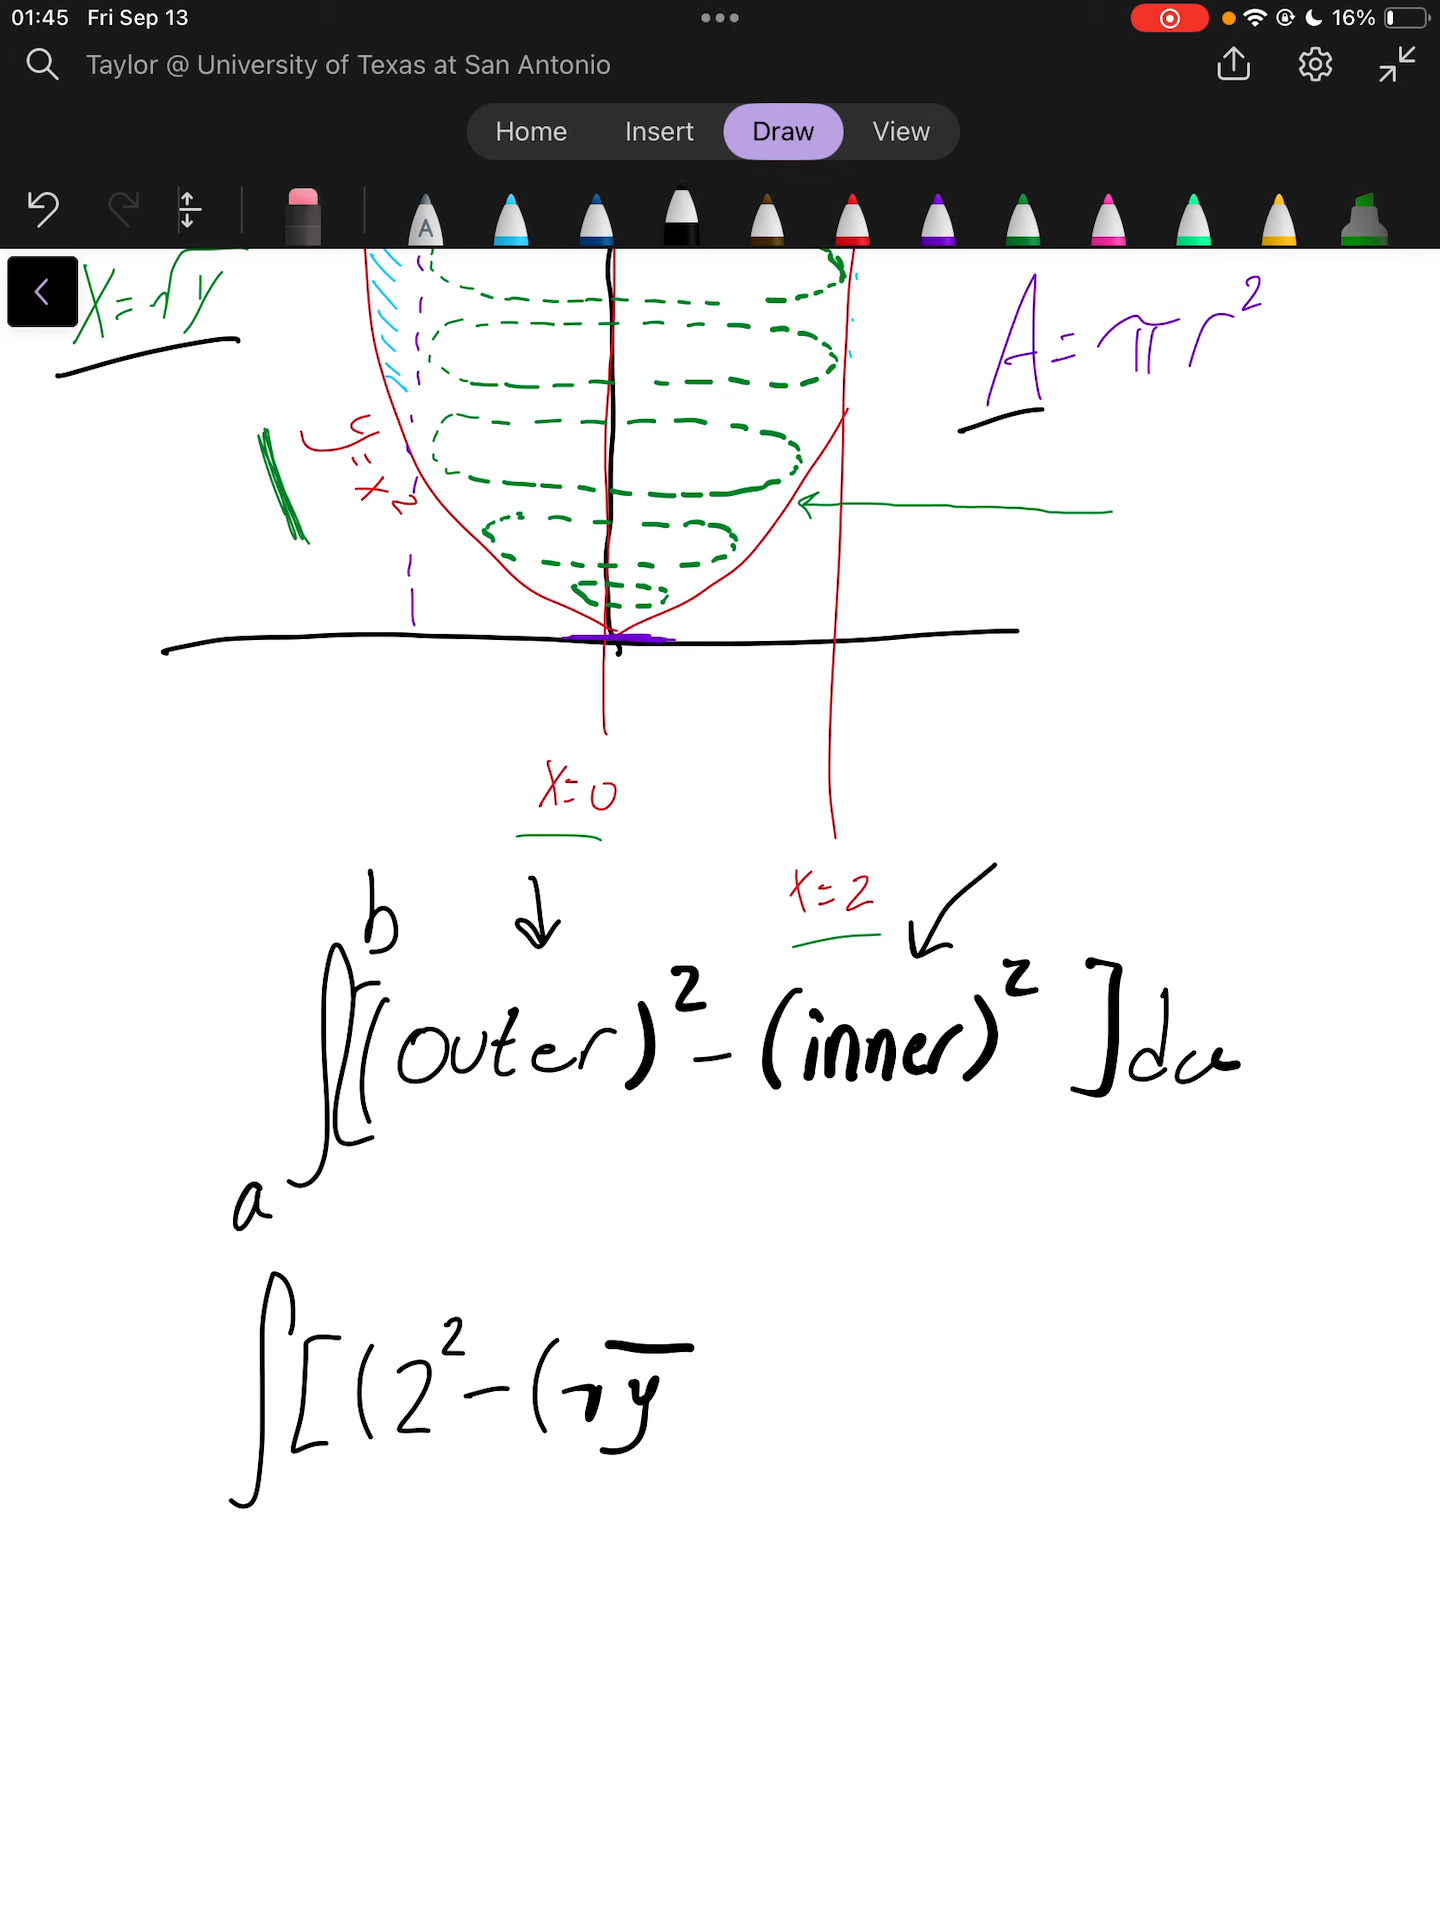 01:45 Fri Sep 13 16%
Taylor @ University of Texas at San Antonio
Home Insert Draw View
A
X=√y
A=πr²
y=x²
X=0
X=2
b
∫[(outer)²-(inner)²]dx
a
∫[(2²-(√y